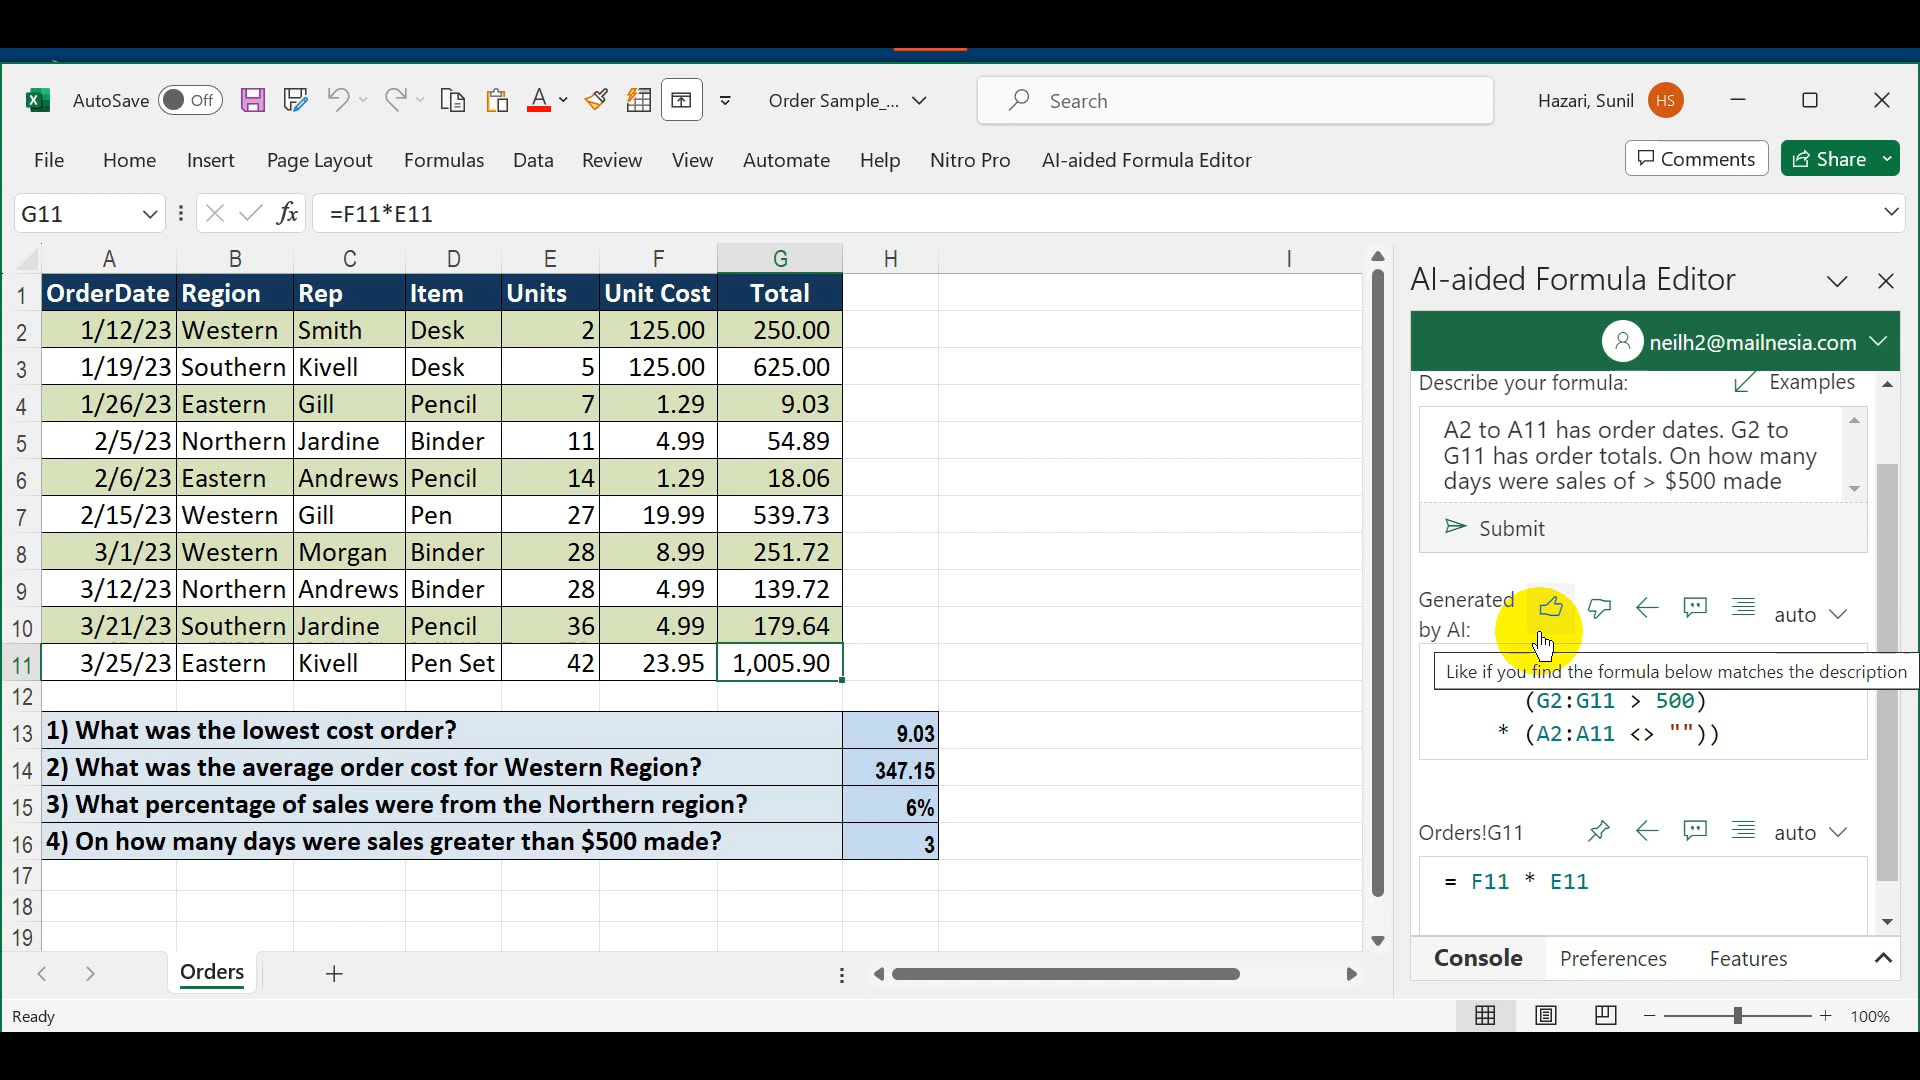 AutoSave Off Order Sample_... Search Hazari, Sunil HS
File Home Insert Page Layout Formulas Data Review View Automate Help Nitro Pro AI-aided Formula Editor Comments Share
G11 fx =F11*E11
A B C D E F G H I
1 OrderDate Region Rep Item Units Unit Cost Total
2 1/12/23 Western Smith Desk 2 125.00 250.00
3 1/19/23 Southern Kivell Desk 5 125.00 625.00
4 1/26/23 Eastern Gill Pencil 7 1.29 9.03
5 2/5/23 Northern Jardine Binder 11 4.99 54.89
6 2/6/23 Eastern Andrews Pencil 14 1.29 18.06
7 2/15/23 Western Gill Pen 27 19.99 539.73
8 3/1/23 Western Morgan Binder 28 8.99 251.72
9 3/12/23 Northern Andrews Binder 28 4.99 139.72
10 3/21/23 Southern Jardine Pencil 36 4.99 179.64
11 3/25/23 Eastern Kivell Pen Set 42 23.95 1,005.90
12
13 1) What was the lowest cost order? 9.03
14 2) What was the average order cost for Western Region? 347.15
15 3) What percentage of sales were from the Northern region? 6%
16 4) On how many days were sales greater than $500 made? 3
17
18
19
Orders
Ready
AI-aided Formula Editor
neilh2@mailnesia.com
Describe your formula: Examples
A2 to A11 has order dates. G2 to
G11 has order totals. On how many
days were sales of > $500 made
Submit
Generated
by AI: auto
Like if you find the formula below matches the description
(G2:G11 > 500)
* (A2:A11 <> ""))
Orders!G11 auto
= F11 * E11
Console Preferences Features
100%